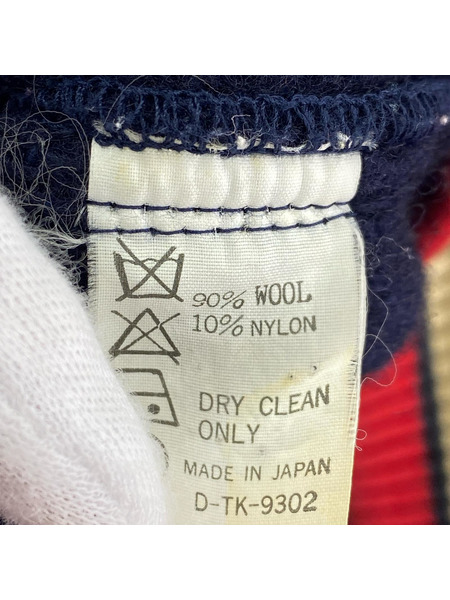 90% WOOL
10% NYLON
DRY CLEAN
ONLY
MADE IN JAPAN
D-TK-9302